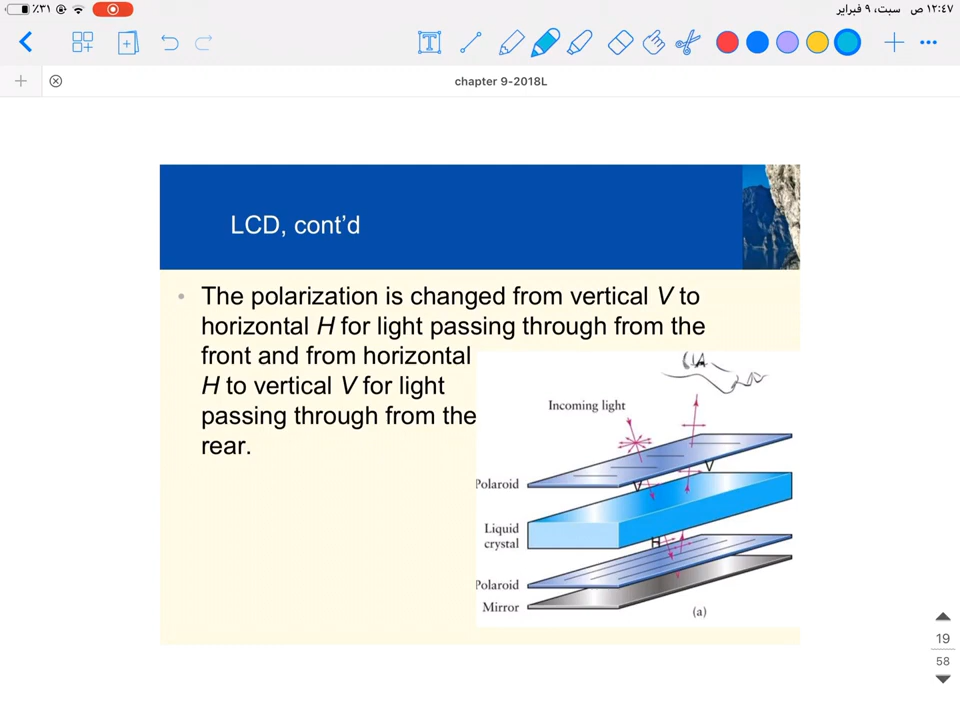 ٪٣١
١٢:٤٧ ص سبت، ٩ فبراير
chapter 9-2018L
LCD, cont’d
• The polarization is changed from vertical V to
horizontal H for light passing through from the
front and from horizontal
H to vertical V for light
passing through from the
rear.
Incoming light
V
Polaroid
V
Liquid
crystal
H
Polaroid
Mirror
(a)
19
58